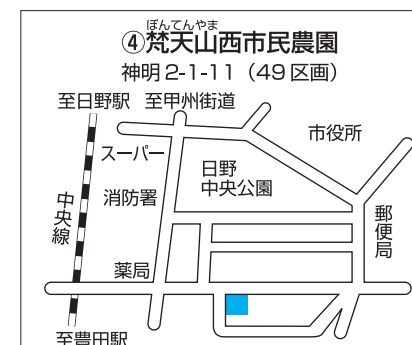 ぼんてんやま
④梵天山西市民農園
神明 2-1-11（49 区画）
至日野駅 至甲州街道
市役所
スーパー
日野
中央公園
消防署
中央線
郵便局
薬局
至豊田駅